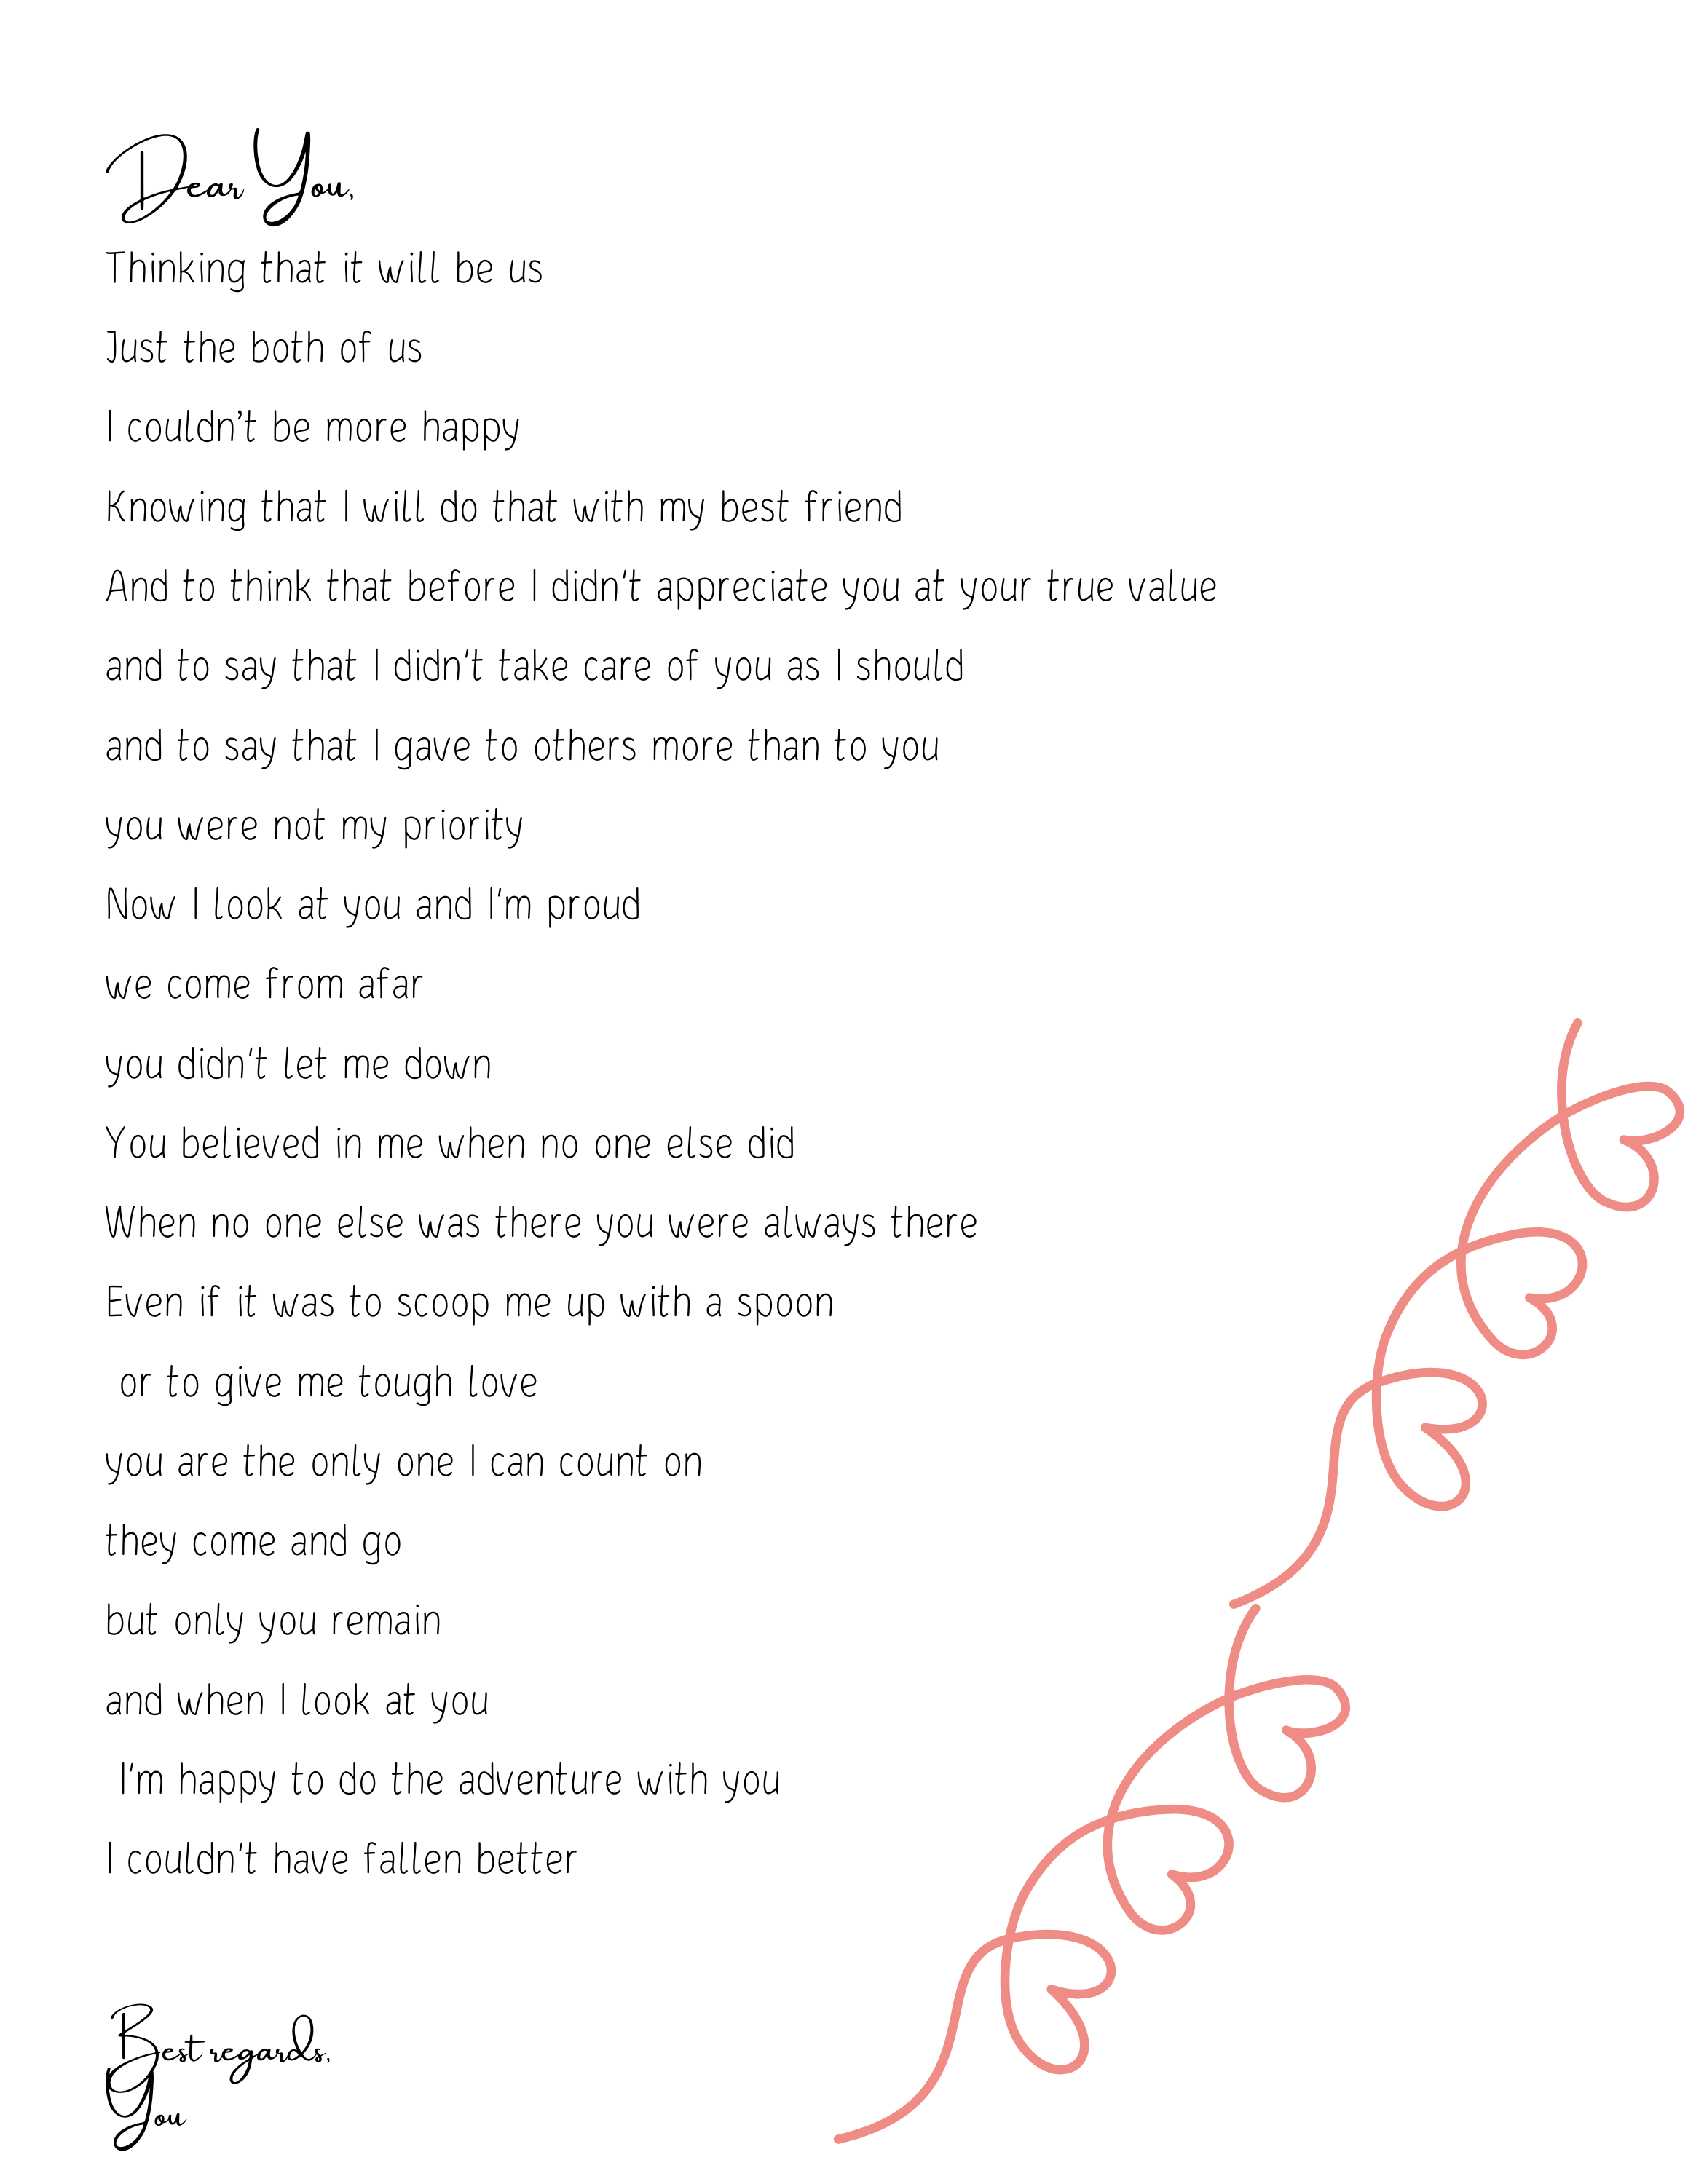 Dear You,
Thinking that it will be us
Just the both of us
I couldn’t be more happy
Knowing that I will do that with my best friend
And to think that before I didn't appreciate you at your true value
and to say that I didn't take care of you as I should
and to say that I gave to others more than to you
you were not my priority
Now I look at you and I'm proud
we come from afar
you didn't let me down
You believed in me when no one else did
When no one else was there you were always there
Even if it was to scoop me up with a spoon
or to give me tough love
you are the only one I can count on
they come and go
but only you remain
and when I look at you
I'm happy to do the adventure with you
I couldn't have fallen better
Best regards,
You